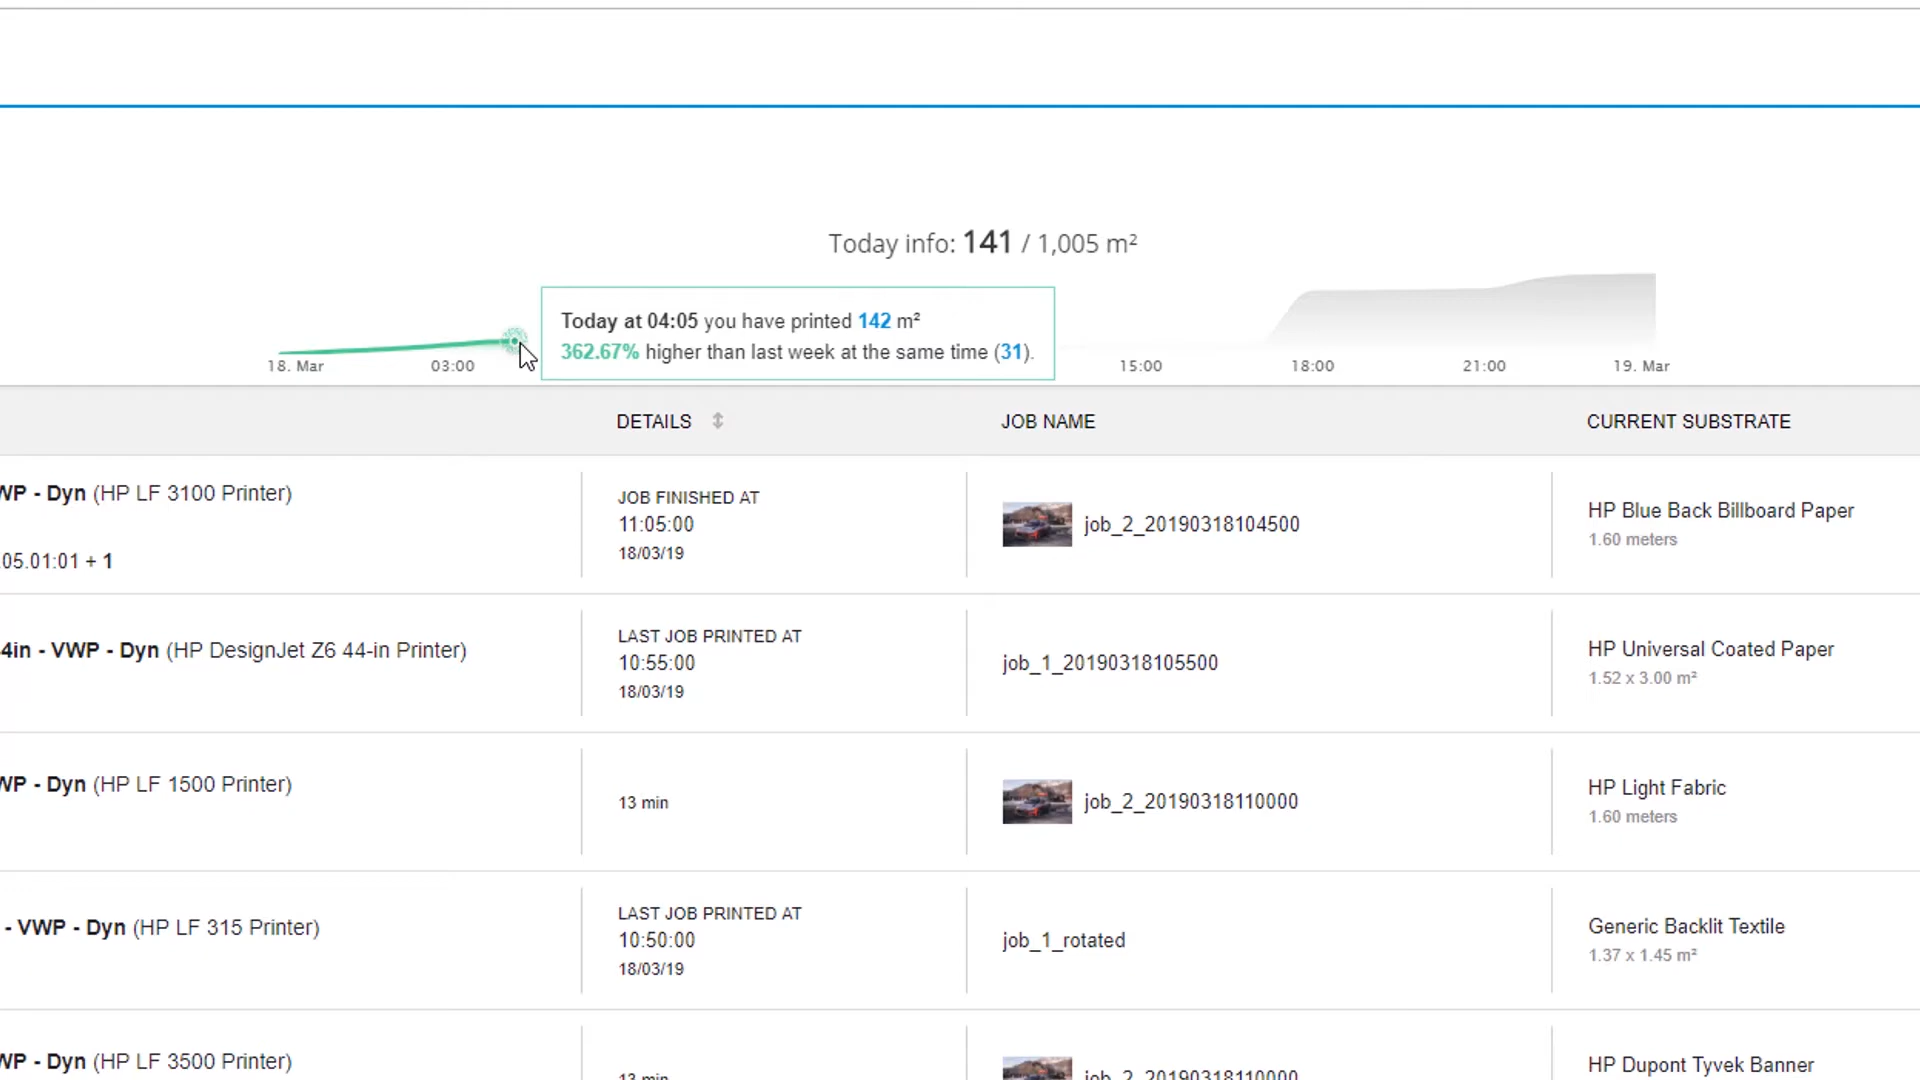 Today info: 141 / 1,005 m²
Today at 04:05 you have printed 142 m²
362.67% higher than last week at the same time (31).
18. Mar 03:00 15:00 18:00 21:00 19. Mar
DETAILS JOB NAME CURRENT SUBSTRATE
WP - Dyn (HP LF 3100 Printer)
.05.01:01 + 1
JOB FINISHED AT
11:05:00
18/03/19
job_2_20190318104500
HP Blue Back Billboard Paper
1.60 meters
4in - VWP - Dyn (HP DesignJet Z6 44-in Printer)
LAST JOB PRINTED AT
10:55:00
18/03/19
job_1_20190318105500
HP Universal Coated Paper
1.52 x 3.00 m²
WP - Dyn (HP LF 1500 Printer)
13 min
job_2_20190318110000
HP Light Fabric
1.60 meters
- VWP - Dyn (HP LF 315 Printer)
LAST JOB PRINTED AT
10:50:00
18/03/19
job_1_rotated
Generic Backlit Textile
1.37 x 1.45 m²
WP - Dyn (HP LF 3500 Printer)
13 min
job_2_20190318110000
HP Dupont Tyvek Banner